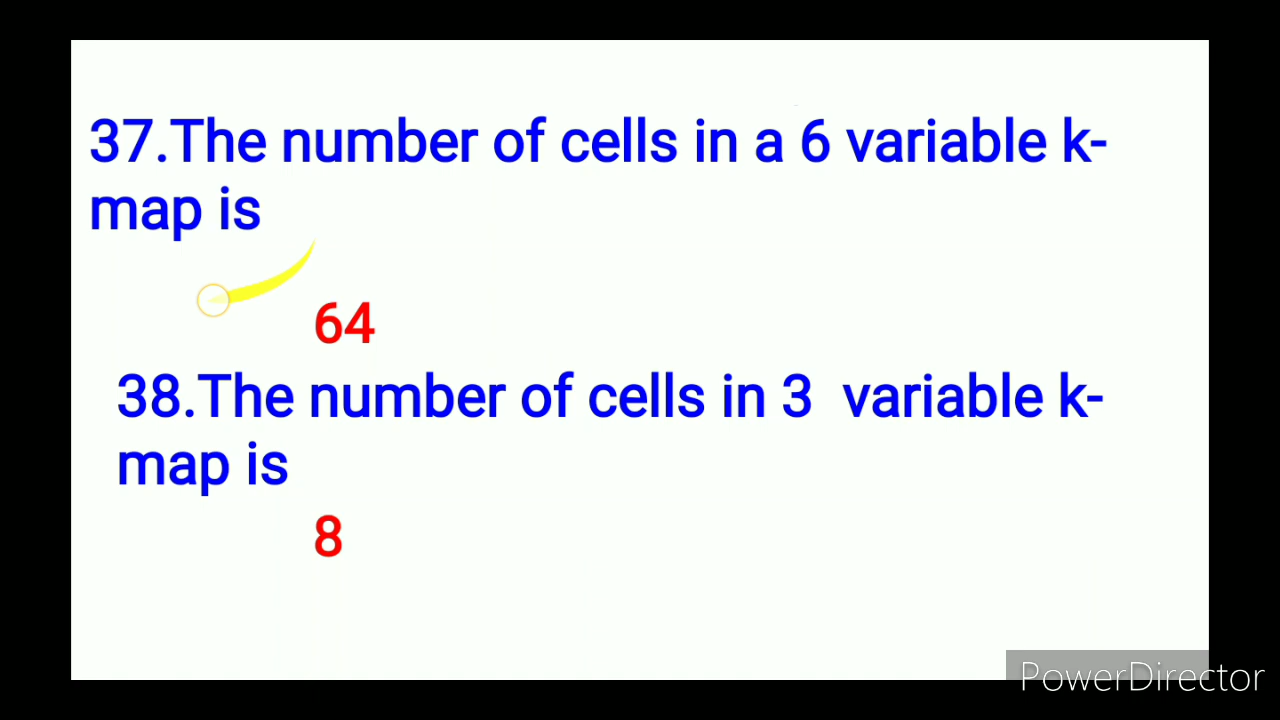 37.The number of cells in a 6 variable k-
map is
64
38.The number of cells in 3 variable k-
map is
8
PowerDirector